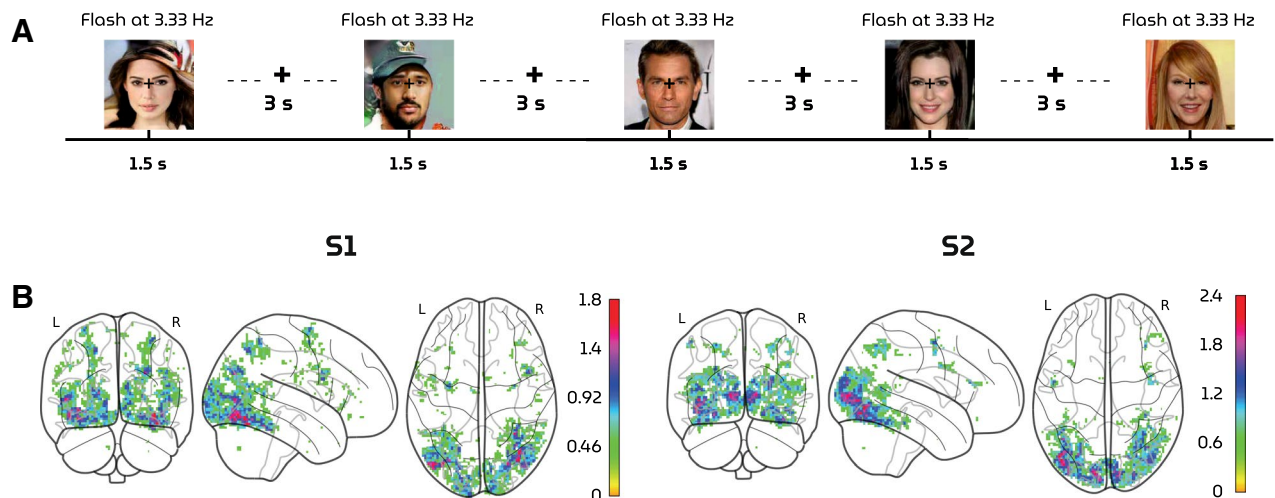 A
Flash at 3.33 Hz
Flash at 3.33 Hz
Flash at 3.33 Hz
Flash at 3.33 Hz
Flash at 3.33 Hz
3 s
3 s
3 s
3 s
1.5 s
1.5 s
1.5 s
1.5 s
1.5 s
S1
S2
B
L
R
L
R
1.8
1.4
0.92
0.46
0
L
R
L
R
2.4
1.8
1.2
0.6
0